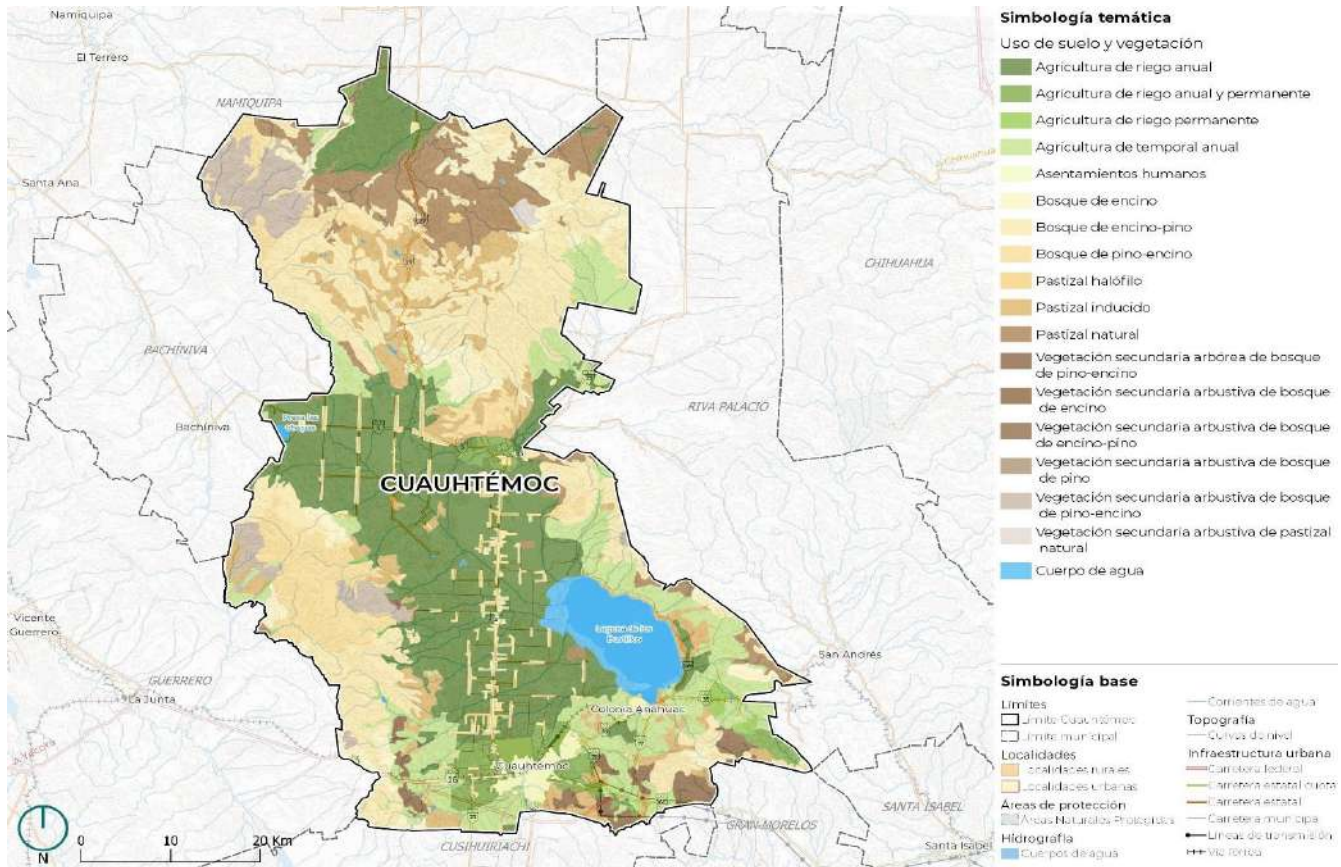 Namiquipa
El Terrero
NAMIQUIPA
Santa Ana
BACHÍNIVA
Bachíniva
CHIHUAHUA
RIVA PALACIO
CUAUHTÉMOC
Laguna de los
Bustillos
Vicente
Guerrero
GUERRERO
La Junta
San Andrés
Colonia Anáhuac
Cuauhtémoc
SANTA ISABEL
GRAN MORELOS
Santa Isabel
CUSIHUIRIACHI
N
0 10 20 Km
Simbología temática
Uso de suelo y vegetación
Agricultura de riego anual
Agricultura de riego anual y permanente
Agricultura de riego permanente
Agricultura de temporal anual
Asentamientos humanos
Bosque de encino
Bosque de encino-pino
Bosque de pino-encino
Pastizal halófilo
Pastizal inducido
Pastizal natural
Vegetación secundaria arbórea de bosque
de pino-encino
Vegetación secundaria arbustiva de bosque
de encino
Vegetación secundaria arbustiva de bosque
de encino-pino
Vegetación secundaria arbustiva de bosque
de pino
Vegetación secundaria arbustiva de bosque
de pino-encino
Vegetación secundaria arbustiva de pastizal
natural
Cuerpo de agua
Simbología base
Límites
Límite Cuauhtémoc
Límite municipal
Localidades
Localidades rurales
Localidades urbanas
Áreas de protección
Áreas Naturales Protegidas
Hidrografía
Cuerpos de agua
Corrientes de agua
Topografía
Curvas de nivel
Infraestructura urbana
Carretera federal
Carretera estatal cuota
Carretera estatal
Carretera municipal
Líneas de transmisión
Vía férrea